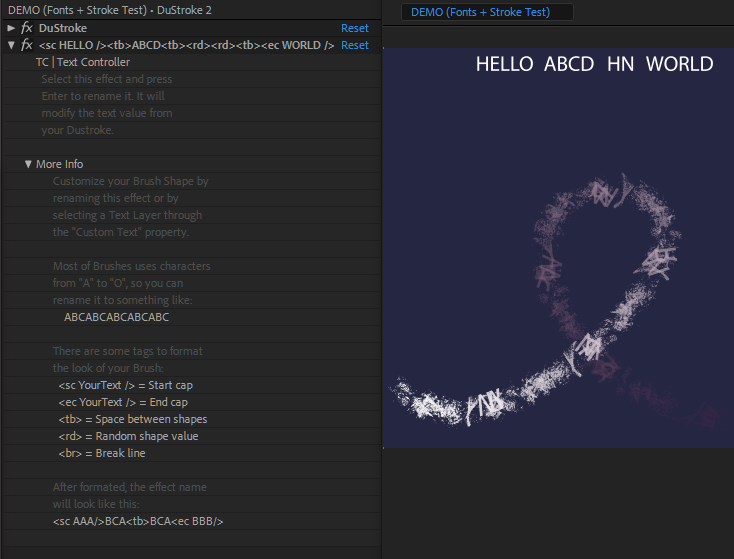 DEMO (Fonts + Stroke Test) • DuStroke 2
fx DuStroke Reset
fx <sc HELLO /><tb>ABCD<tb><rd><rd><tb><ec WORLD /> Reset
TC | Text Controller
Select this effect and press
Enter to rename it. It will
modify the text value from
your Dustroke.
More Info
Customize your Brush Shape by
renaming this effect or by
selecting a Text Layer through
the "Custom Text" property.
Most of Brushes uses characters
from "A" to "O", so you can
rename it to something like:
ABCABCABCABCABC
There are some tags to format
the look of your Brush:
<sc YourText /> = Start cap
<ec YourText /> = End cap
<tb> = Space between shapes
<rd> = Random shape value
<br> = Break line
After formated, the effect name
will look like this:
<sc AAA/>BCA<tb>BCA<ec BBB/>
DEMO (Fonts + Stroke Test)
HELLO ABCD HN WORLD